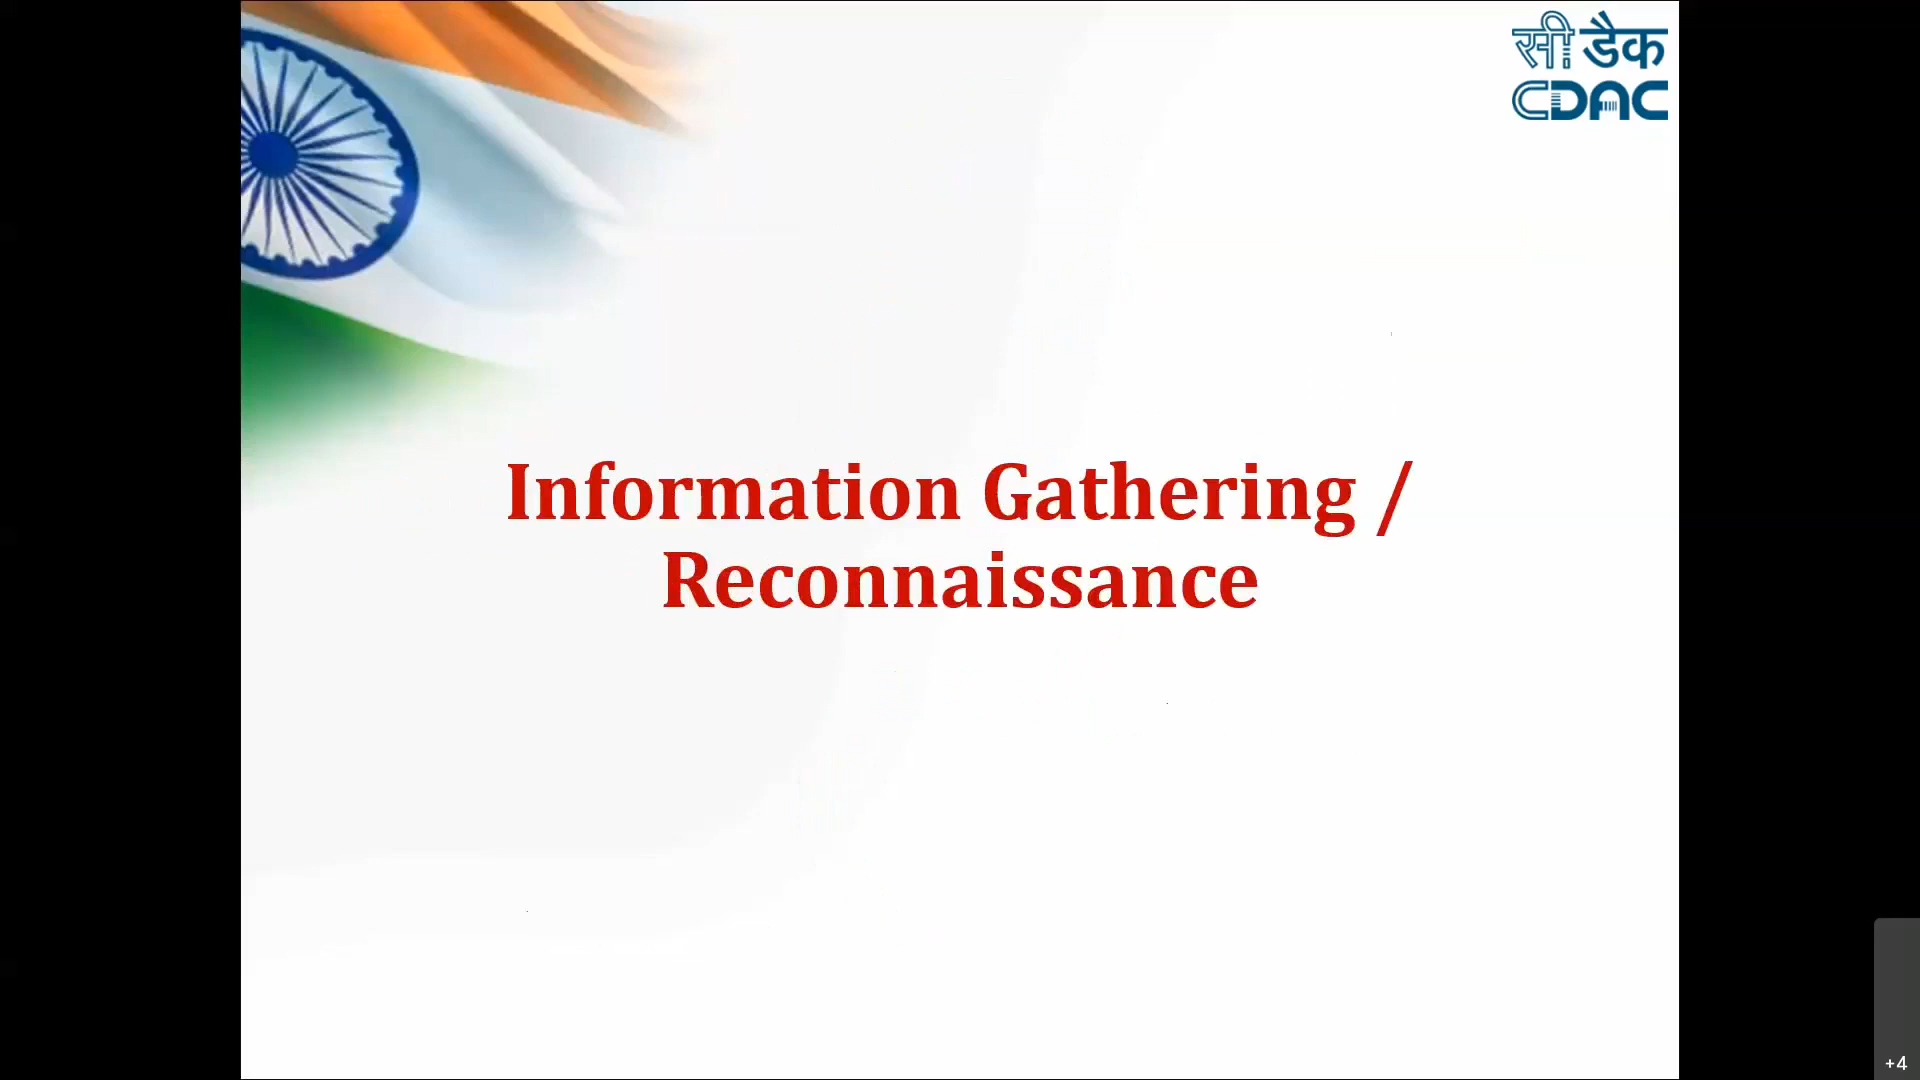 सी डैक
CDAC
Information Gathering /
Reconnaissance
+4